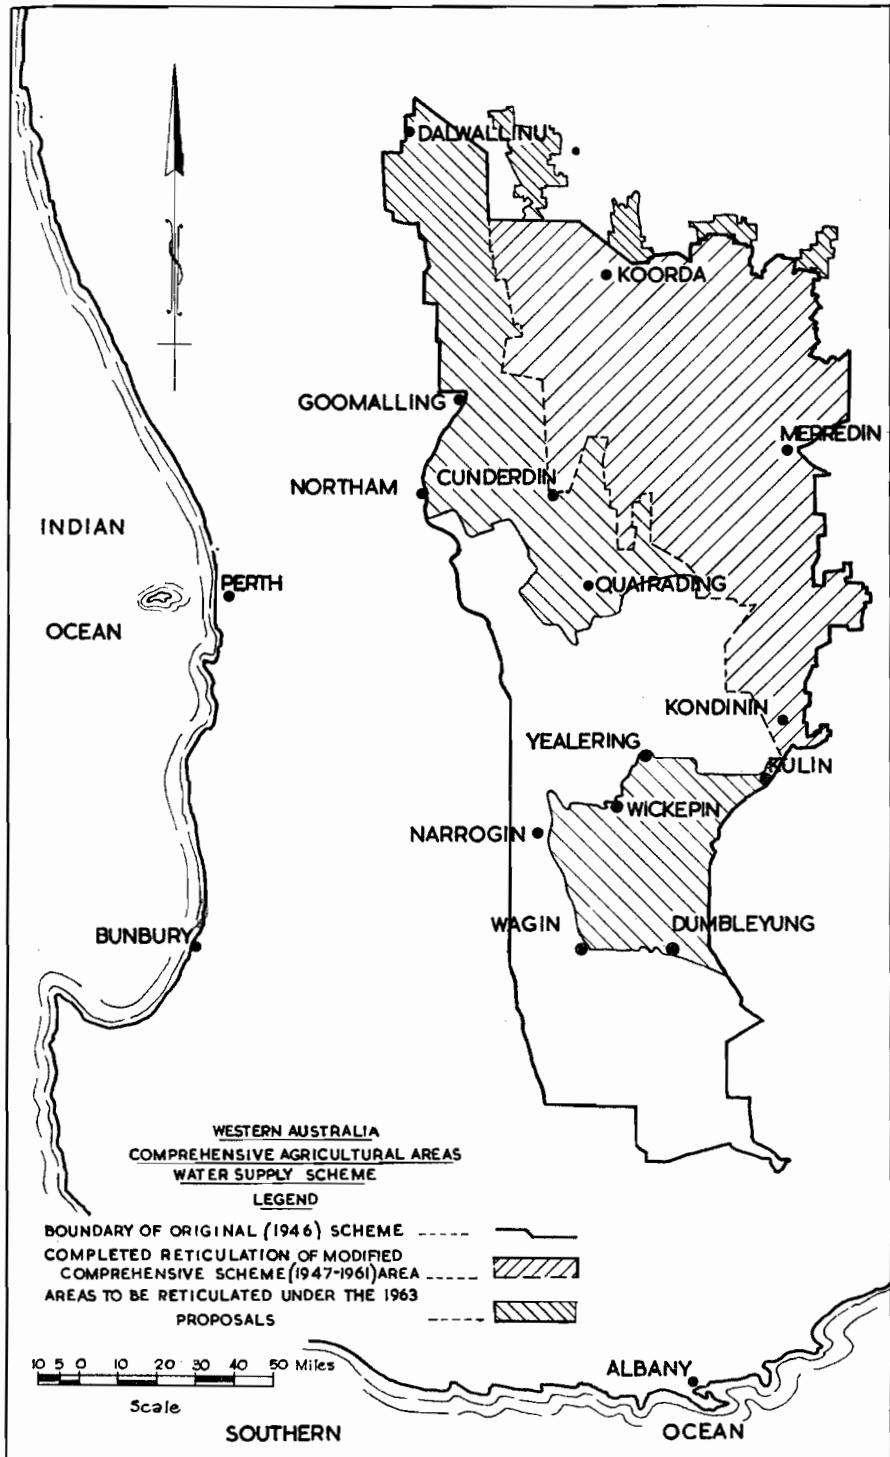 DALWALLINU
KOORDA
GOOMALLING
MERREDIN
CUNDERDIN
NORTHAM
INDIAN
PERTH
QUAIRADING
OCEAN
KONDININ
YEALERING
KULIN
WICKEPIN
NARROGIN
WAGIN
DUMBLEYUNG
BUNBURY
WESTERN AUSTRALIA
COMPREHENSIVE AGRICULTURAL AREAS
WATER SUPPLY SCHEME
LEGEND
BOUNDARY OF ORIGINAL (1946) SCHEME
COMPLETED RETICULATION OF MODIFIED
COMPREHENSIVE SCHEME (1947-1961) AREA
AREAS TO BE RETICULATED UNDER THE 1963
PROPOSALS
10 5 0 10 20 30 40 50 Miles
Scale
ALBANY
SOUTHERN
OCEAN